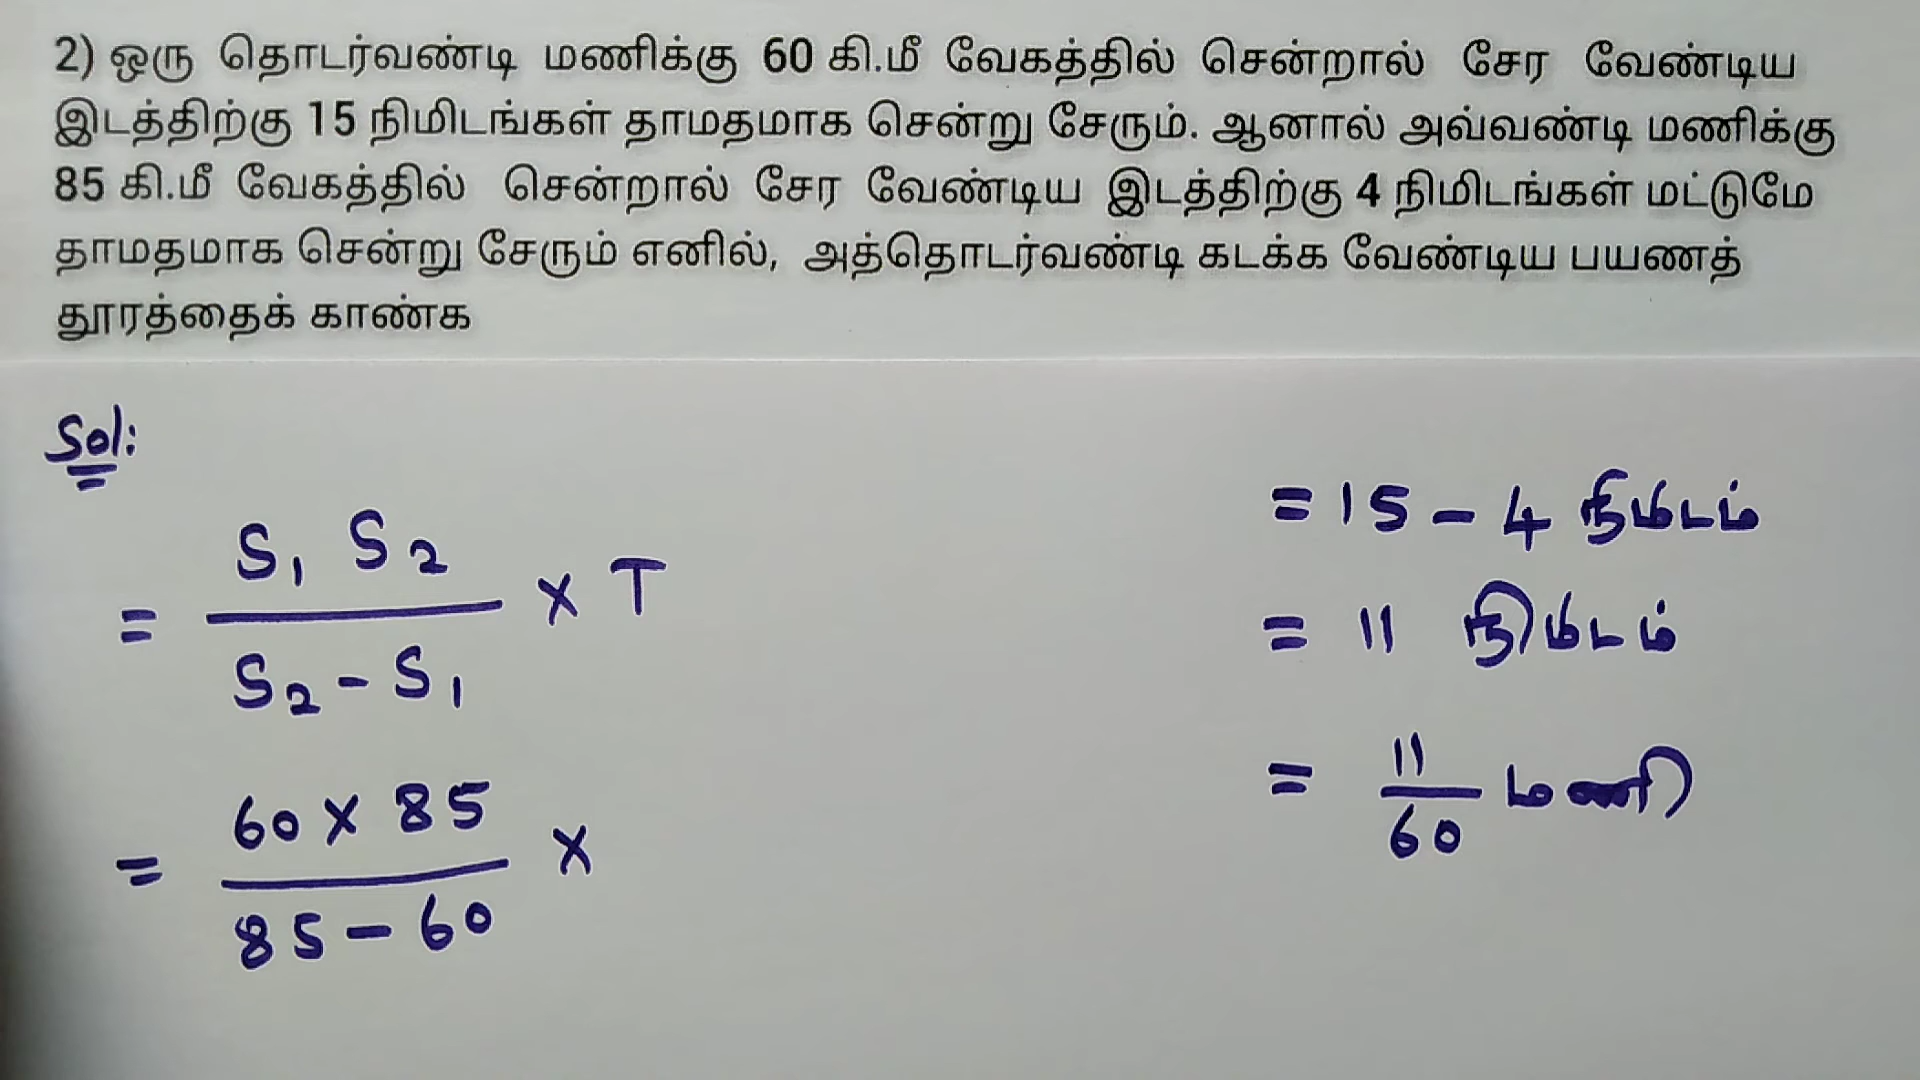 2) ஒரு தொடர்வண்டி மணிக்கு 60 கி.மீ வேகத்தில் சென்றால் சேர வேண்டிய
இடத்திற்கு 15 நிமிடங்கள் தாமதமாக சென்று சேரும். ஆனால் அவ்வண்டி மணிக்கு
85 கி.மீ வேகத்தில் சென்றால் சேர வேண்டிய இடத்திற்கு 4 நிமிடங்கள் மட்டுமே
தாமதமாக சென்று சேரும் எனில், அத்தொடர்வண்டி கடக்க வேண்டிய பயணத்
தூரத்தைக் காண்க
Sol:
= S₁ S₂ / S₂ - S₁ × T
= 60 × 85 / 85 - 60 ×
= 15 - 4 நிமிடம்
= 11 நிமிடம்
= 11/60 மணி